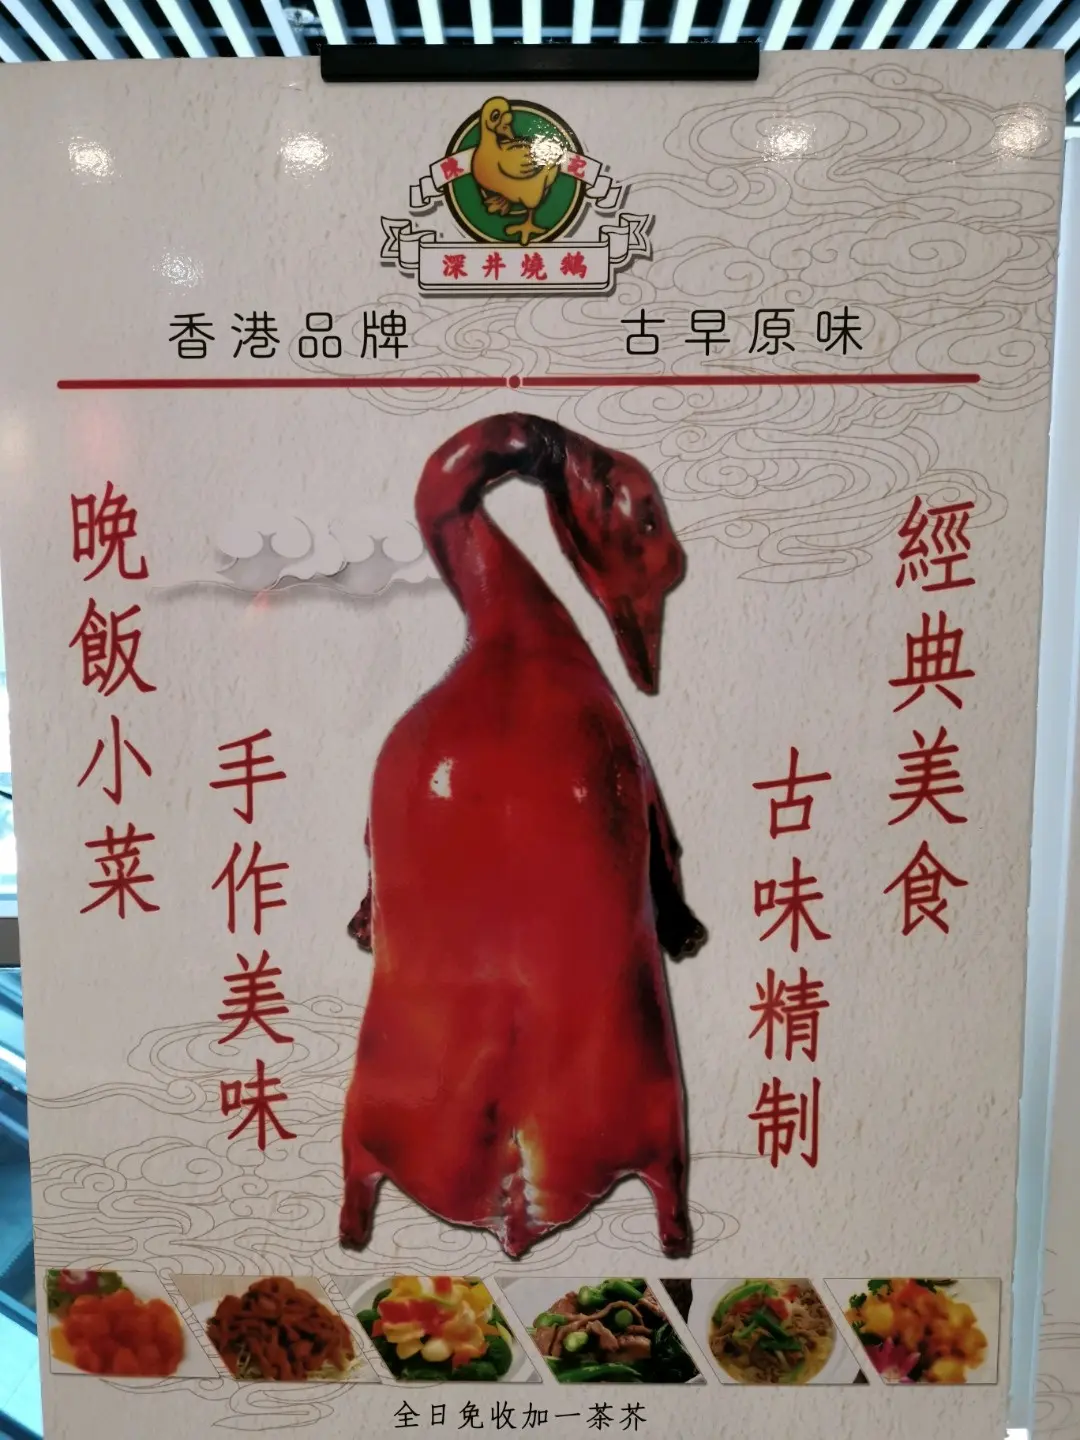 陳記
深井燒鵝
香港品牌
古早原味
經典美食
古味精制
手作美味
晚飯小菜
全日免收加一茶芥